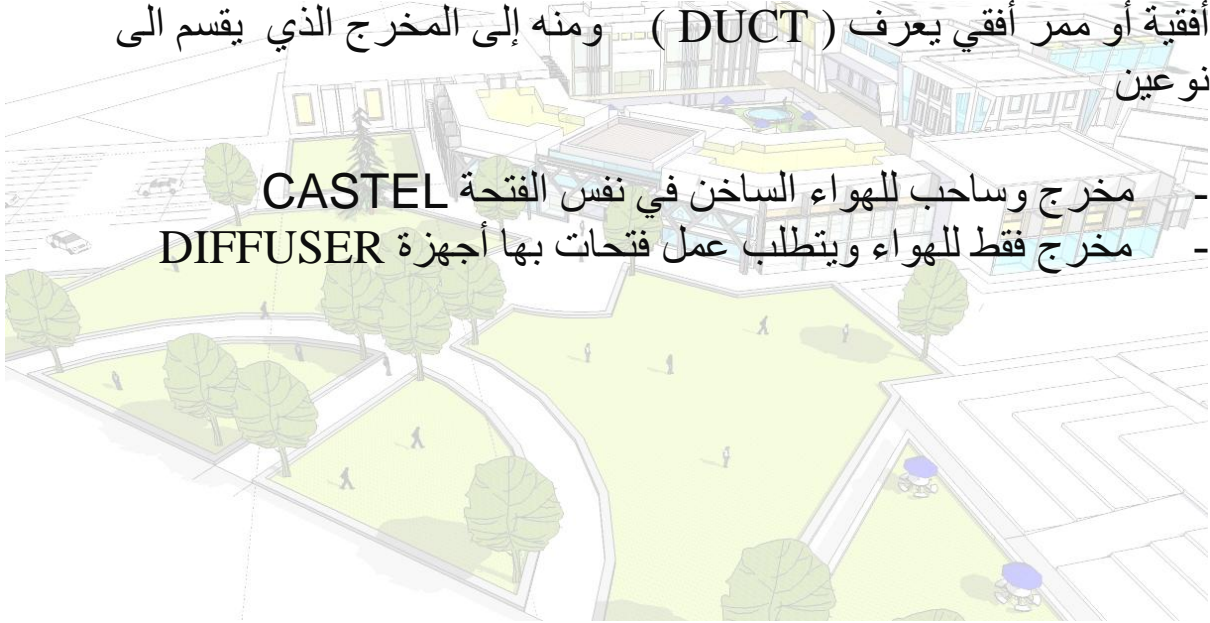 أفقية أو ممر أفقي يعرف ( DUCT ) ومنه إلى المخرج الذي يقسم الى
نوعين
- مخرج وساحب للهواء الساخن في نفس الفتحة CASTEL
- مخرج فقط للهواء ويتطلب عمل فتحات بها أجهزة DIFFUSER